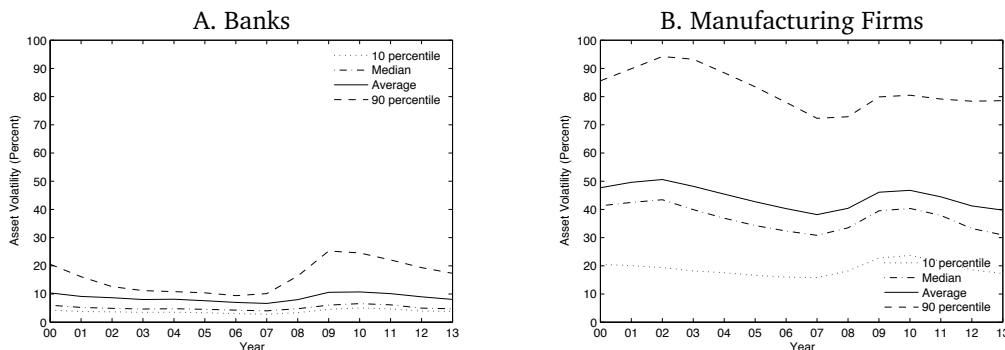 A. Banks
100
90
80
70
60
50
40
30
20
10
0
Asset Volatility (Percent)
10 percentile
Median
Average
90 percentile
00 01 02 03 04 05 06 07 08 09 10 11 12 13
Year
B. Manufacturing Firms
100
90
80
70
60
50
40
30
20
10
0
Asset Volatility (Percent)
10 percentile
Median
Average
90 percentile
00 01 02 03 04 05 06 07 08 09 10 11 12 13
Year